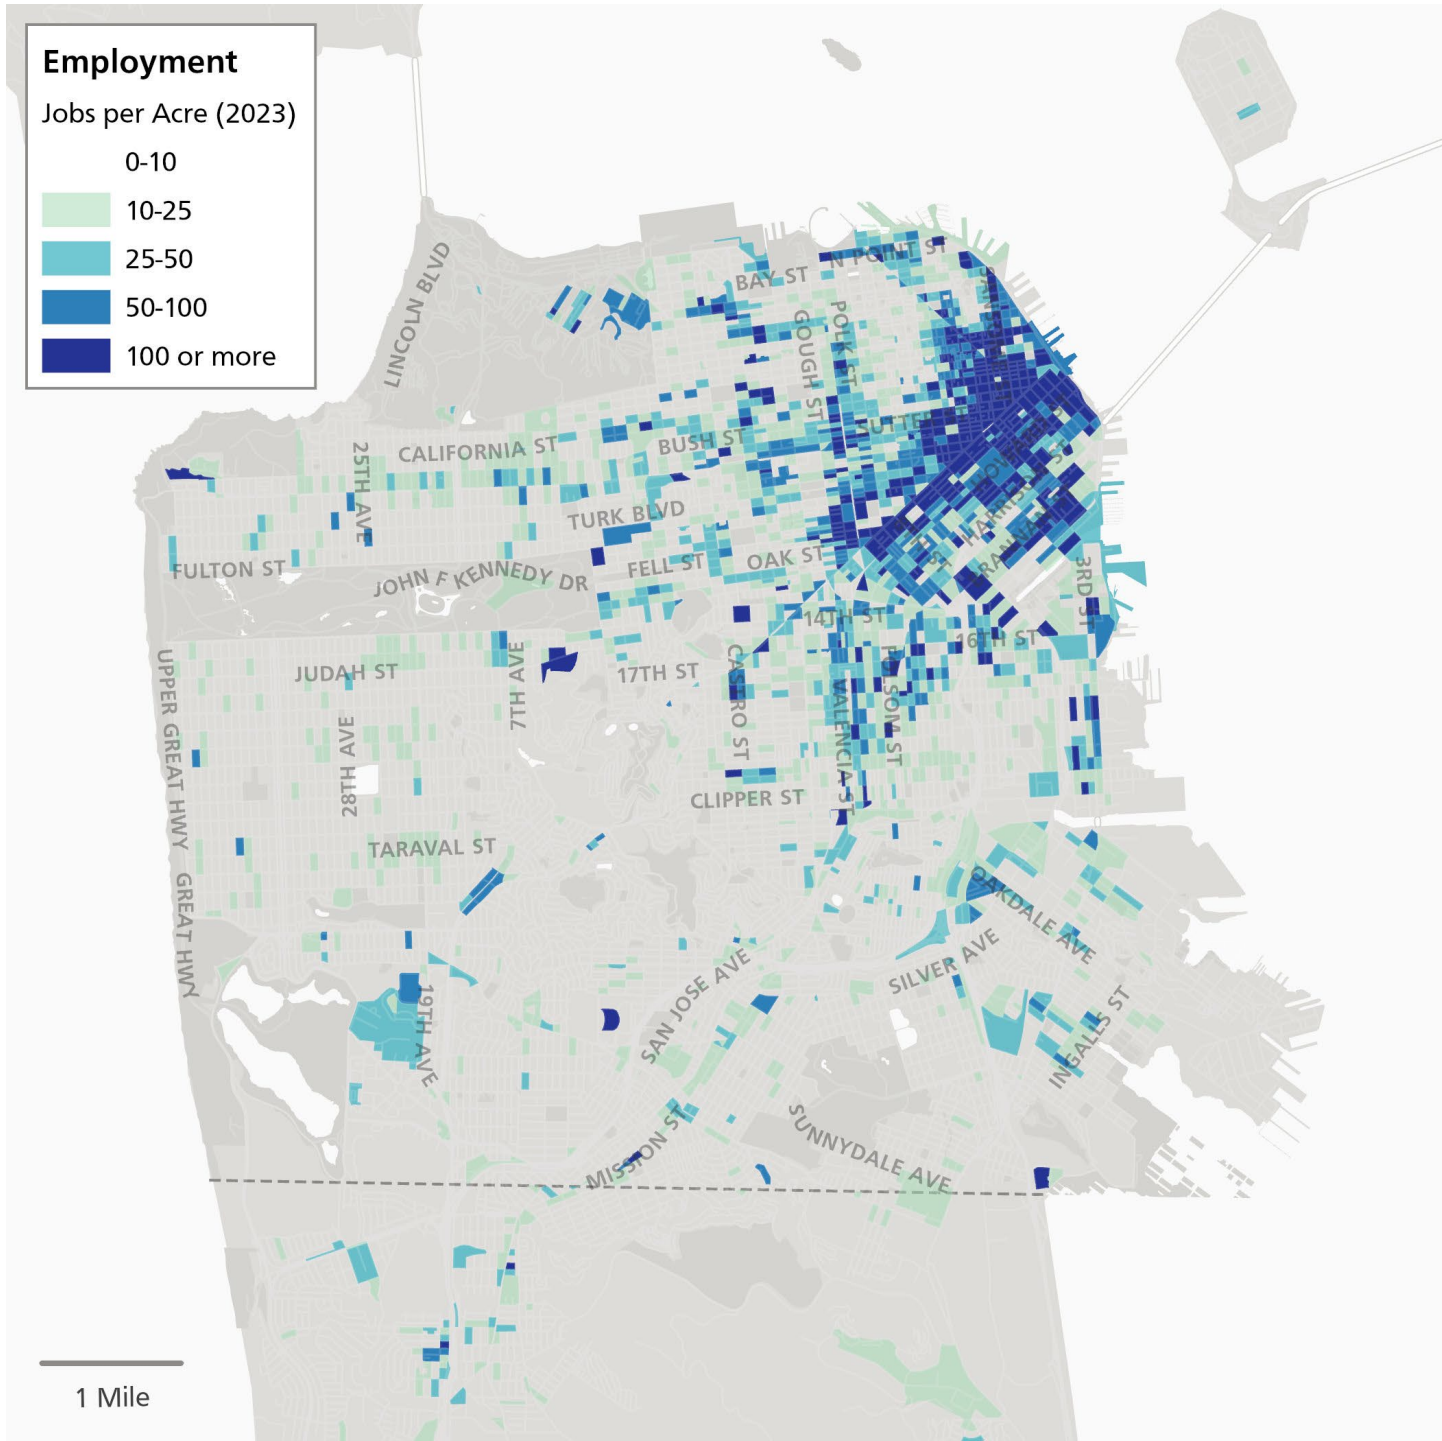 Employment
Jobs per Acre (2023)
0-10
10-25
25-50
50-100
100 or more
LINCOLN BLVD
BAY ST
N POINT ST
GOUGH ST
POLK ST
CALIFORNIA ST
BUSH ST
25TH AVE
TURK BLVD
FULTON ST
JOHN F KENNEDY DR
FELL ST
OAK ST
3RD ST
14TH ST
16TH ST
JUDAH ST
7TH AVE
17TH ST
CASTRO ST
VALENCIA ST
FOLSOM ST
UPPER GREAT HWY
28TH AVE
CLIPPER ST
TARAVAL ST
GREAT HWY
OAKDALE AVE
SILVER AVE
SAN JOSE AVE
19TH AVE
INGALLS ST
MISSION ST
SUNNYDALE AVE
1 Mile